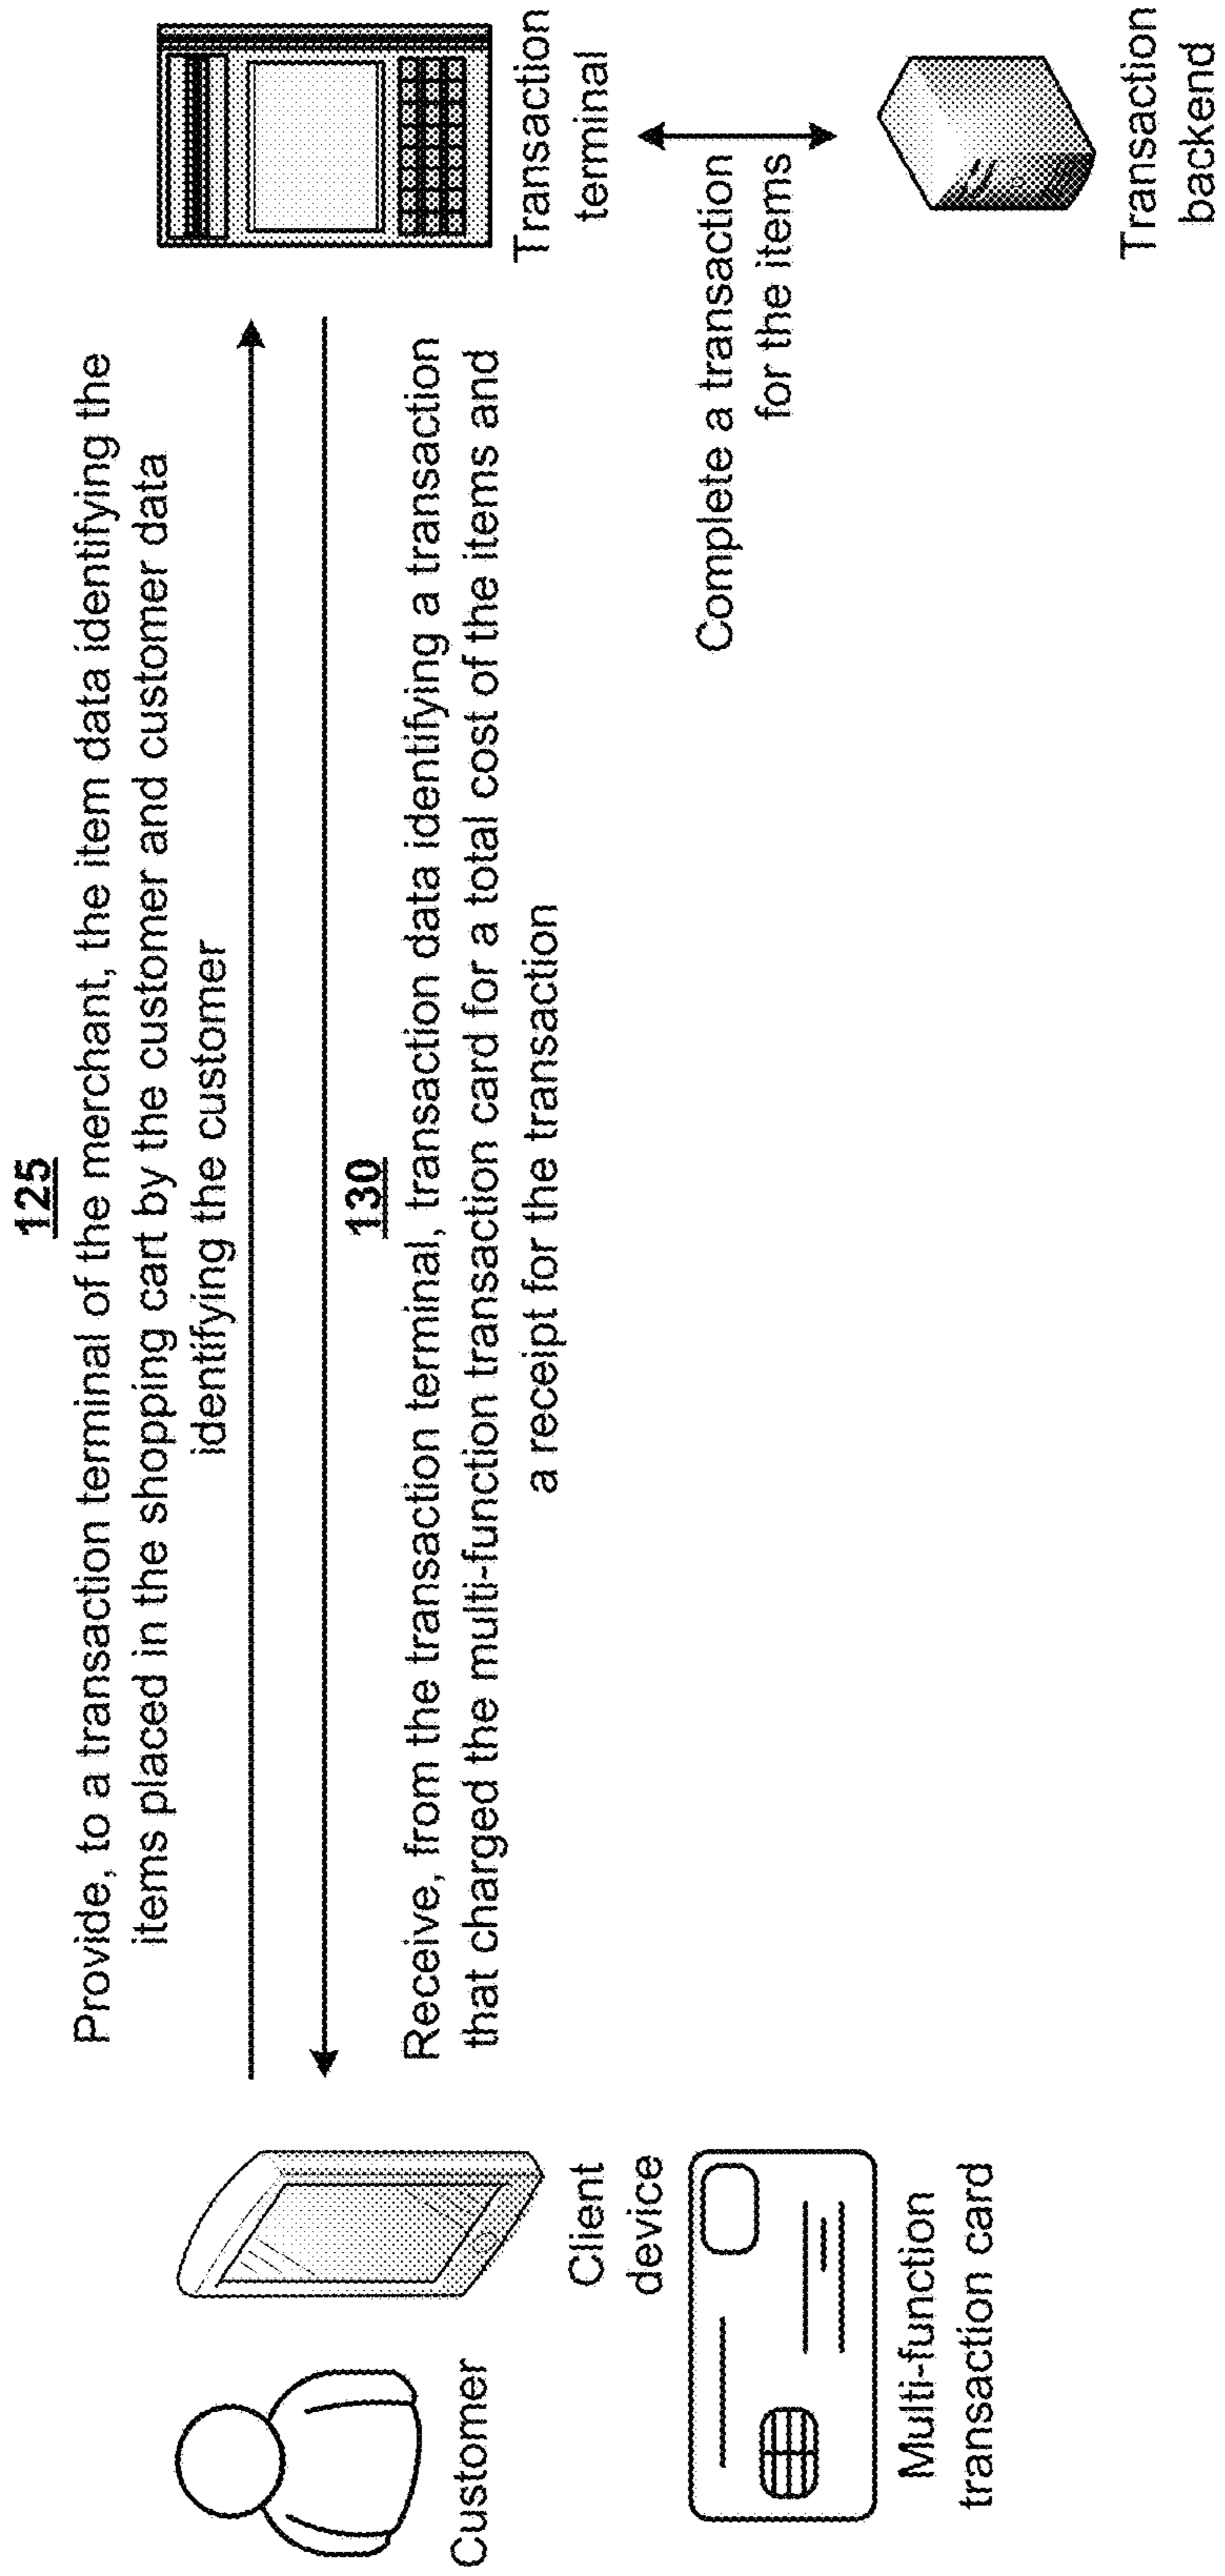 125
Provide, to a transaction terminal of the merchant, the item data identifying the
items placed in the shopping cart by the customer and customer data
identifying the customer
130
Receive, from the transaction terminal, transaction data identifying a transaction
that charged the multi-function transaction card for a total cost of the items and
a receipt for the transaction
Customer
Client
device
Multi-function
transaction card
Transaction
terminal
Complete a transaction
for the items
Transaction
backend